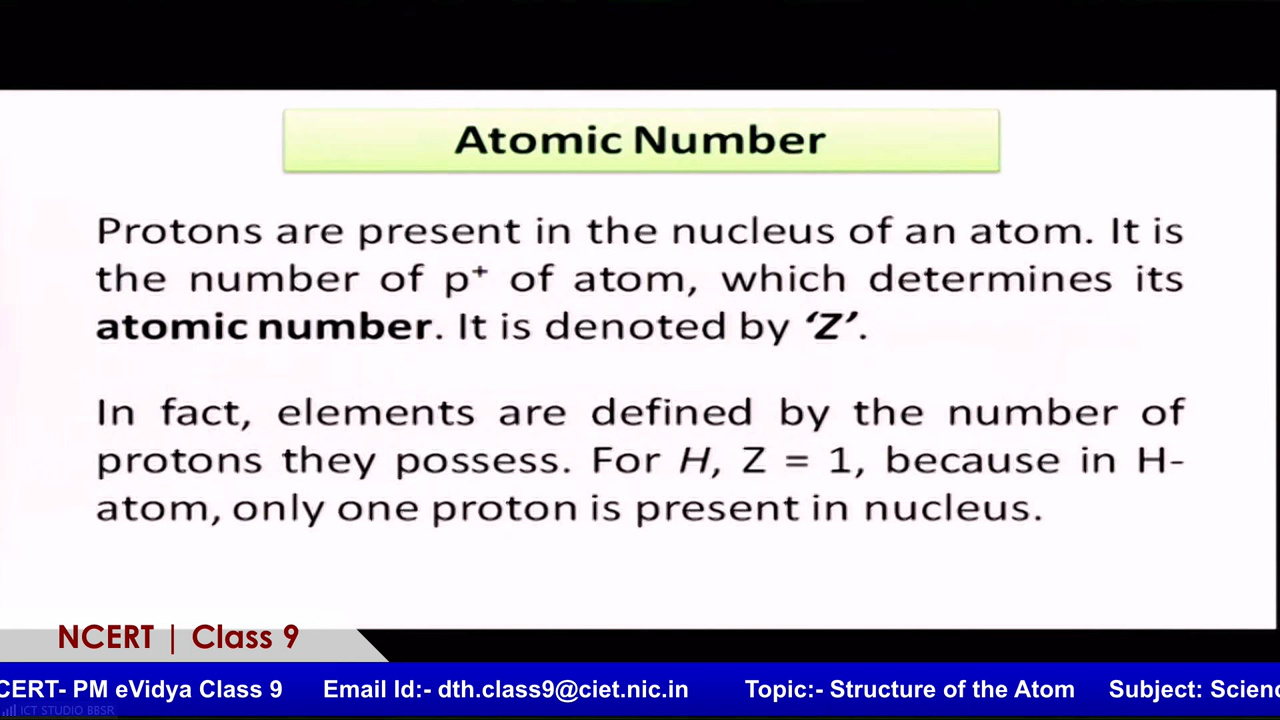 Atomic Number
Protons are present in the nucleus of an atom. It is
the number of p⁺ of atom, which determines its
atomic number. It is denoted by ‘Z’.
In fact, elements are defined by the number of
protons they possess. For H, Z = 1, because in H-
atom, only one proton is present in nucleus.
NCERT | Class 9
CERT- PM eVidya Class 9 Email Id:- dth.class9@ciet.nic.in Topic:- Structure of the Atom Subject: Scienc
ICT STUDIO BBSR